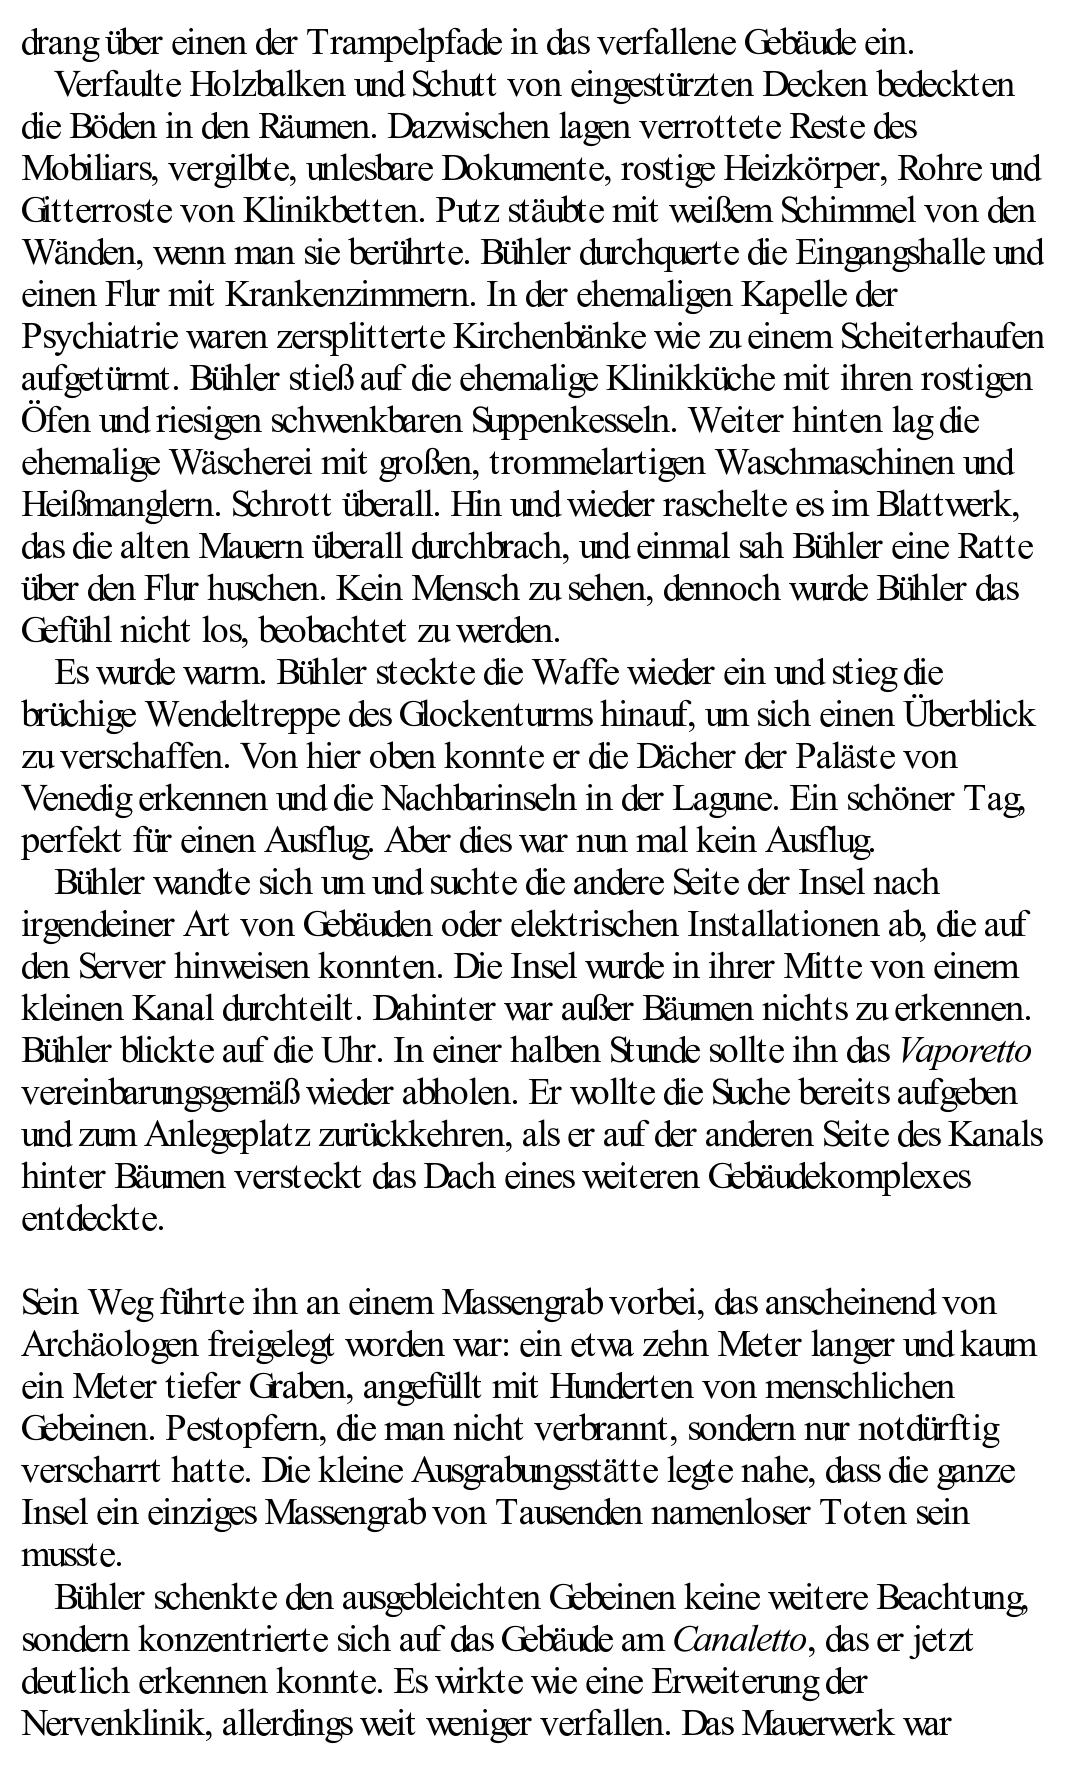 drang über einen der Trampelpfade in das verfallene Gebäude ein.
Verfaulte Holzbalken und Schutt von eingestürzten Decken bedeckten
die Böden in den Räumen. Dazwischen lagen verrottete Reste des
Mobiliars, vergilbte, unlesbare Dokumente, rostige Heizkörper, Rohre und
Gitterroste von Klinikbetten. Putz stäubte mit weißem Schimmel von den
Wänden, wenn man sie berührte. Bühler durchquerte die Eingangshalle und
einen Flur mit Krankenzimmern. In der ehemaligen Kapelle der
Psychiatrie waren zersplitterte Kirchenbänke wie zu einem Scheiterhaufen
aufgetürmt. Bühler stieß auf die ehemalige Klinikküche mit ihren rostigen
Öfen und riesigen schwenkbaren Suppenkesseln. Weiter hinten lag die
ehemalige Wäscherei mit großen, trommelartigen Waschmaschinen und
Heißmanglern. Schrott überall. Hin und wieder raschelte es im Blattwerk,
das die alten Mauern überall durchbrach, und einmal sah Bühler eine Ratte
über den Flur huschen. Kein Mensch zu sehen, dennoch wurde Bühler das
Gefühl nicht los, beobachtet zu werden.
Es wurde warm. Bühler steckte die Waffe wieder ein und stieg die
brüchige Wendeltreppe des Glockenturms hinauf, um sich einen Überblick
zu verschaffen. Von hier oben konnte er die Dächer der Paläste von
Venedig erkennen und die Nachbarinseln in der Lagune. Ein schöner Tag,
perfekt für einen Ausflug. Aber dies war nun mal kein Ausflug.
Bühler wandte sich um und suchte die andere Seite der Insel nach
irgendeiner Art von Gebäuden oder elektrischen Installationen ab, die auf
den Server hinweisen konnten. Die Insel wurde in ihrer Mitte von einem
kleinen Kanal durchteilt. Dahinter war außer Bäumen nichts zu erkennen.
Bühler blickte auf die Uhr. In einer halben Stunde sollte ihn das Vaporetto
vereinbarungsgemäß wieder abholen. Er wollte die Suche bereits aufgeben
und zum Anlegeplatz zurückkehren, als er auf der anderen Seite des Kanals
hinter Bäumen versteckt das Dach eines weiteren Gebäudekomplexes
entdeckte.
Sein Weg führte ihn an einem Massengrab vorbei, das anscheinend von
Archäologen freigelegt worden war: ein etwa zehn Meter langer und kaum
ein Meter tiefer Graben, angefüllt mit Hunderten von menschlichen
Gebeinen. Pestopfern, die man nicht verbrannt, sondern nur notdürftig
verscharrt hatte. Die kleine Ausgrabungsstätte legte nahe, dass die ganze
Insel ein einziges Massengrab von Tausenden namenloser Toten sein
musste.
Bühler schenkte den ausgebleichten Gebeinen keine weitere Beachtung,
sondern konzentrierte sich auf das Gebäude am Canaletto, das er jetzt
deutlich erkennen konnte. Es wirkte wie eine Erweiterung der
Nervenklinik, allerdings weit weniger verfallen. Das Mauerwerk war